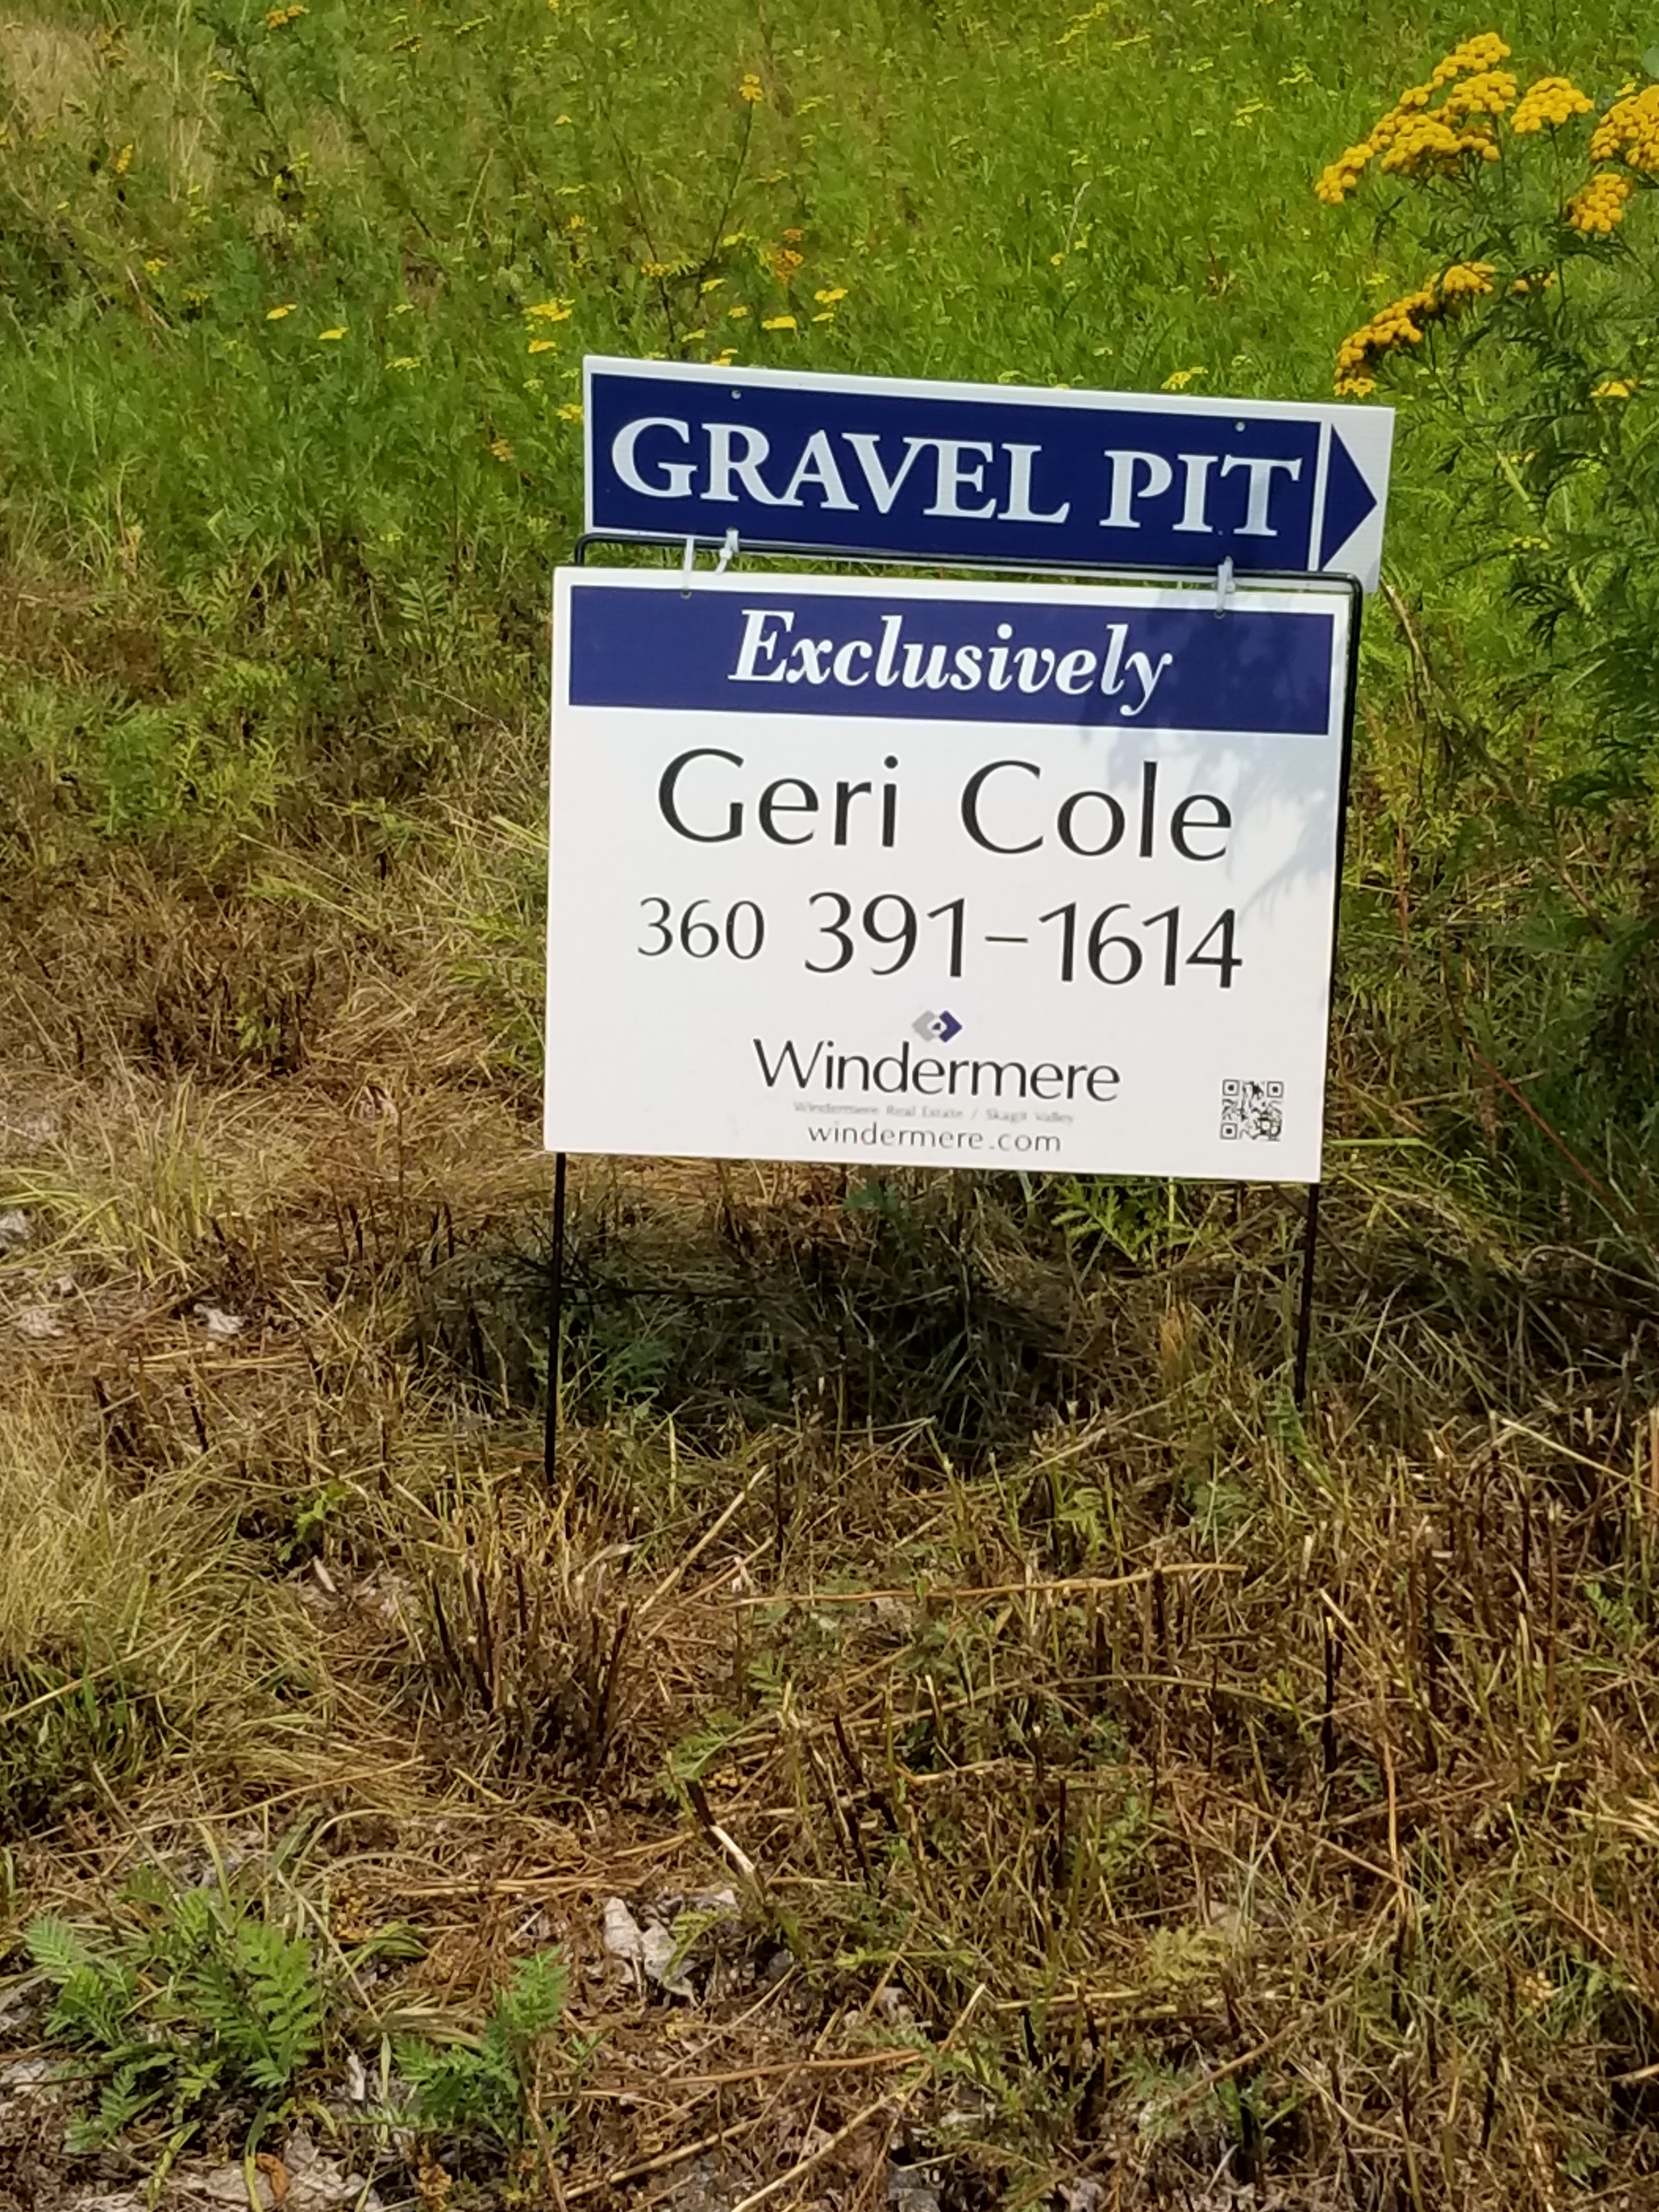 GRAVEL PIT
Exclusively
Geri Cole
360 391-1614
Windermere
Windermere Real Estate / Skagit Valley
windermere.com